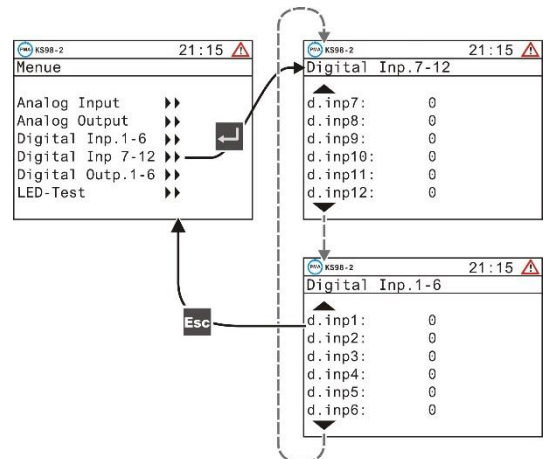 PMA KS98-2 21:15
Menue
Analog Input
Analog Output
Digital Inp.1-6
Digital Inp 7-12
Digital Outp.1-6
LED-Test
PMA KS98-2 21:15
Digital Inp.7-12
d.inp7: 0
d.inp8: 0
d.inp9: 0
d.inp10: 0
d.inp11: 0
d.inp12: 0
PMA KS98-2 21:15
Digital Inp.1-6
d.inp1: 0
d.inp2: 0
d.inp3: 0
d.inp4: 0
d.inp5: 0
d.inp6: 0
Esc